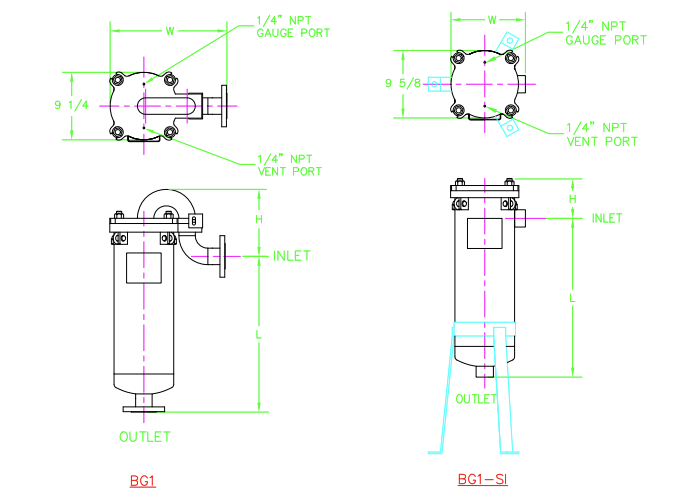 1/4" NPT
GAUGE PORT
W
9 1/4
1/4" NPT
VENT PORT
H
INLET
L
OUTLET
BG1
W
1/4" NPT
GAUGE PORT
9 5/8
1/4" NPT
VENT PORT
H
INLET
L
OUTLET
BG1-SI